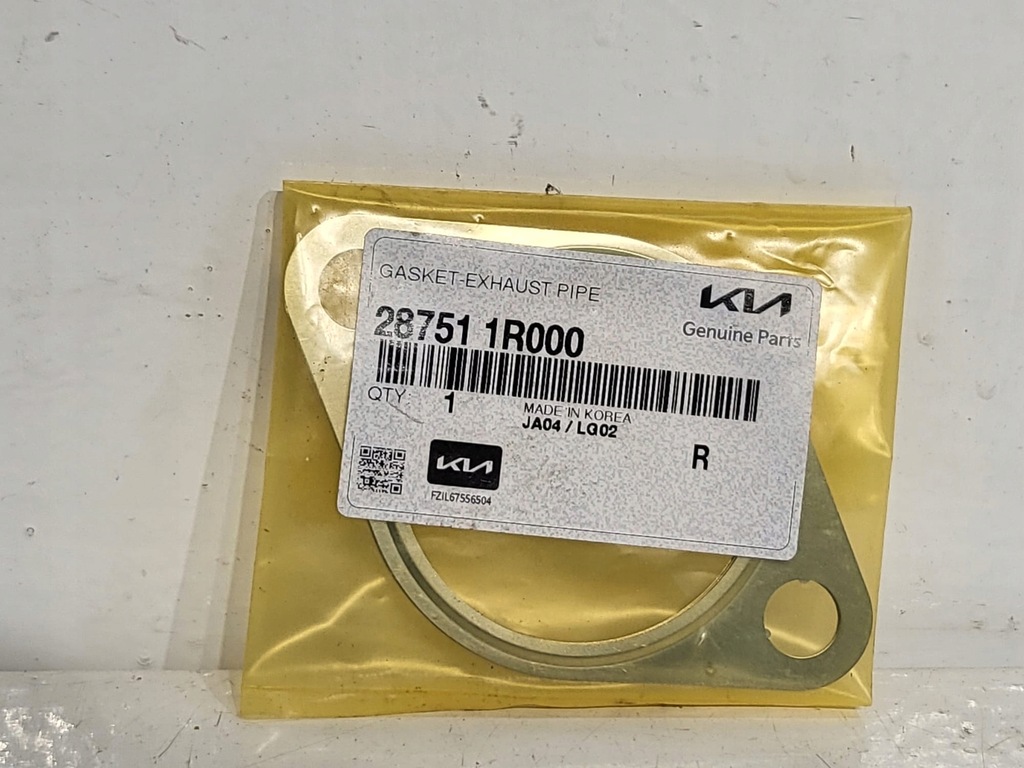 GASKET-EXHAUST PIPE
KIA
Genuine Parts
28751 1R000
QTY 1
MADE IN KOREA
JA04 / LG02
R
KIA
FZIL67556504